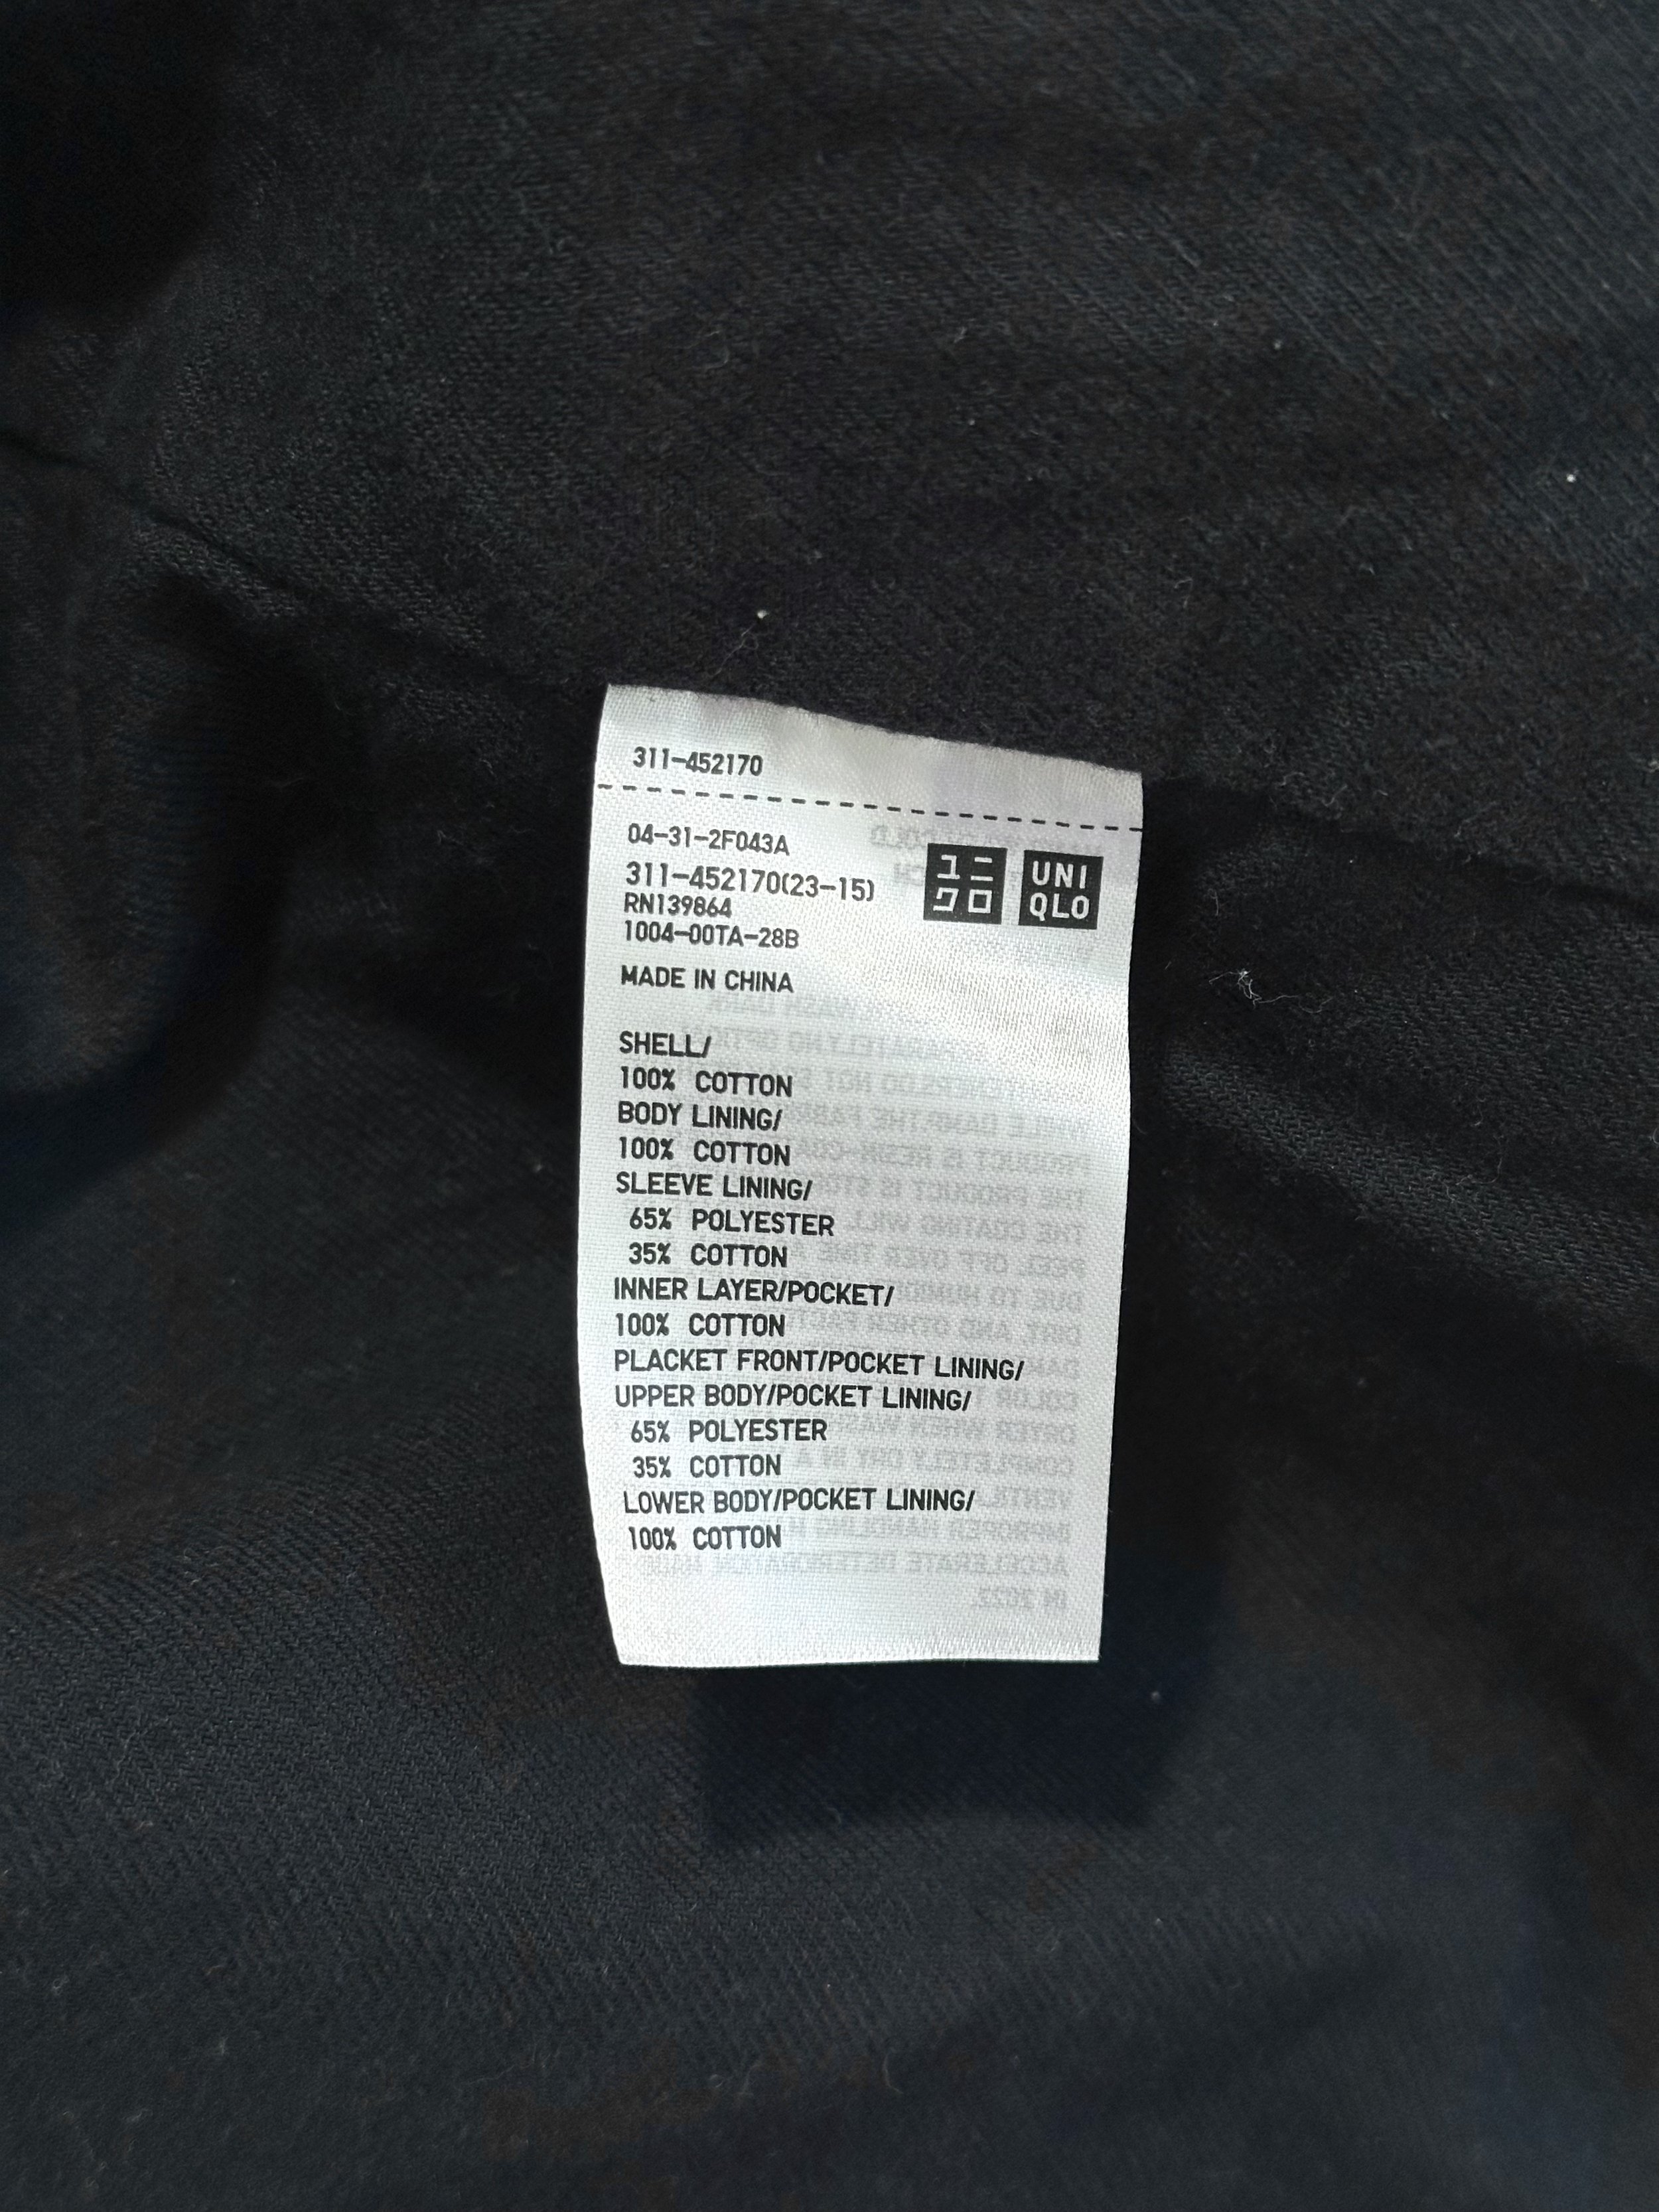 311-452170
04-31-2F043A
311-452170(23-15)
RN139864
1004-00TA-28B
ユニ
クロ
UNI
QLO
MADE IN CHINA
SHELL/
100% COTTON
BODY LINING/
100% COTTON
SLEEVE LINING/
65% POLYESTER
35% COTTON
INNER LAYER/POCKET/
100% COTTON
PLACKET FRONT/POCKET LINING/
UPPER BODY/POCKET LINING/
65% POLYESTER
35% COTTON
LOWER BODY/POCKET LINING/
100% COTTON